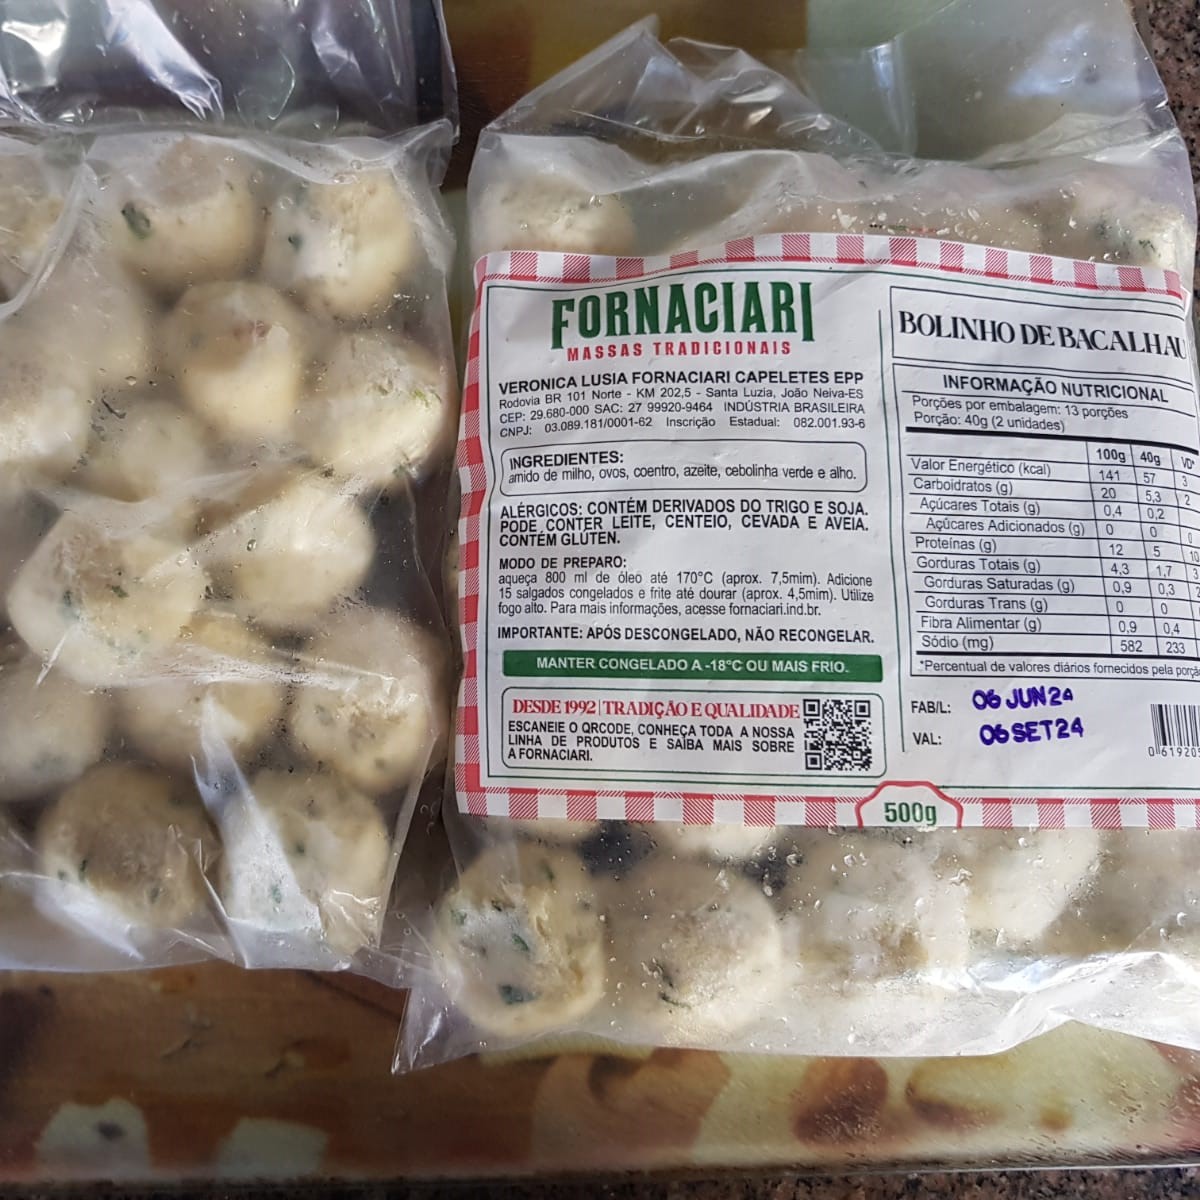 FORNACIARI
MASSAS TRADICIONAIS
VERONICA LUSIA FORNACIARI CAPELETES EPP
Rodovia BR 101 Norte - KM 202,5 - Santa Luzia, João Neiva-ES
CEP: 29.680-000 SAC: 27 99920-9464 INDÚSTRIA BRASILEIRA
CNPJ: 03.089.181/0001-62 Inscrição Estadual: 082.001.93-6
INGREDIENTES:
amido de milho, ovos, coentro, azeite, cebolinha verde e alho.
ALÉRGICOS: CONTÉM DERIVADOS DO TRIGO E SOJA.
PODE CONTER LEITE, CENTEIO, CEVADA E AVEIA.
CONTÉM GLÚTEN.
MODO DE PREPARO:
aqueça 800 ml de óleo até 170°C (aprox. 7,5mim). Adicione
15 salgados congelados e frite até dourar (aprox. 4,5mim). Utilize
fogo alto. Para mais informações, acesse fornaciari.ind.br.
IMPORTANTE: APÓS DESCONGELADO, NÃO RECONGELAR.
MANTER CONGELADO A -18°C OU MAIS FRIO.
DESDE 1992 | TRADIÇÃO E QUALIDADE
ESCANEIE O QRCODE, CONHEÇA TODA A NOSSA
LINHA DE PRODUTOS E SAIBA MAIS SOBRE
A FORNACIARI.
BOLINHO DE BACALHAU
INFORMAÇÃO NUTRICIONAL
Porções por embalagem: 13 porções
Porção: 40g (2 unidades)
100g 40g VD*
Valor Energético (kcal) 141 57 3
Carboidratos (g) 20 5,3 2
Açúcares Totais (g) 0,4 0,2
Açúcares Adicionados (g) 0 0 0
Proteínas (g) 12 5 10
Gorduras Totais (g) 4,3 1,7 3
Gorduras Saturadas (g) 0,9 0,3 2
Gorduras Trans (g) 0 0 0
Fibra Alimentar (g) 0,9 0,4
Sódio (mg) 582 233
*Percentual de valores diários fornecidos pela
FAB/L: 06 JUN 24
VAL: 06 SET 24
0 61920
500g